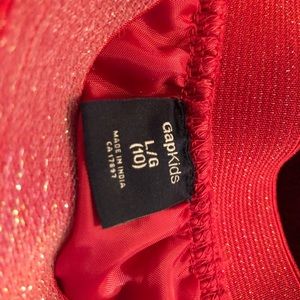 GapKids
L/G
(10)
MADE IN INDIA
CA 17897